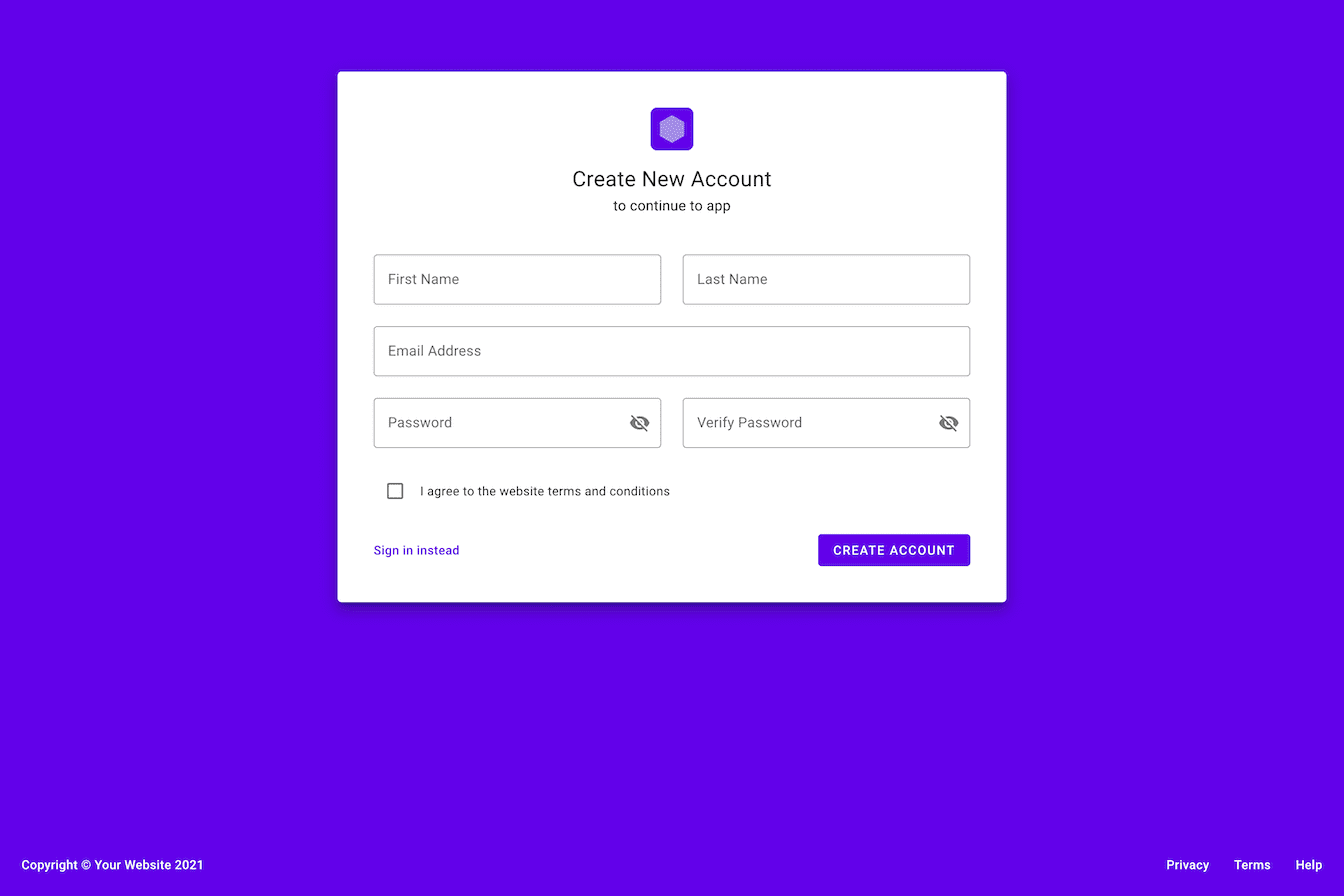 Create New Account
to continue to app
First Name
Last Name
Email Address
Password
Verify Password
I agree to the website terms and conditions
Sign in instead
CREATE ACCOUNT
Copyright © Your Website 2021
Privacy
Terms
Help